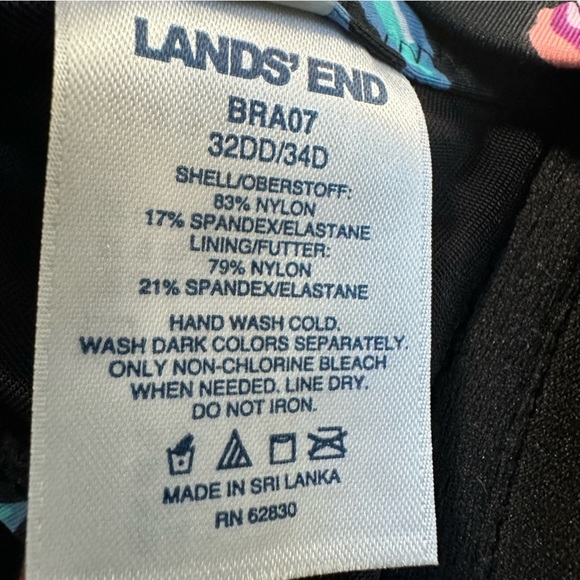 LANDS' END
BRA07
32DD/34D
SHELL/OBERSTOFF:
83% NYLON
17% SPANDEX/ELASTANE
LINING/FUTTER:
79% NYLON
21% SPANDEX/ELASTANE
HAND WASH COLD.
WASH DARK COLORS SEPARATELY.
ONLY NON-CHLORINE BLEACH
WHEN NEEDED. LINE DRY.
DO NOT IRON.
MADE IN SRI LANKA
RN 62830